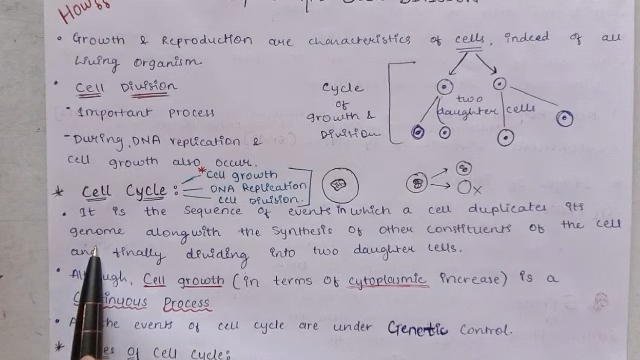 Growth & Reproduction are characteristics of cells, indeed of all
living organism
Cell Division
- Important process
- During DNA replication &
cell growth also occur.
Cycle
of
growth &
Division
two
daughter cells
* Cell Cycle:
* Cell growth
DNA Replication
cell Division.
x
It is the sequence of events in which a cell duplicates its
genome along with the synthesis of other constituents of the cell
and finally dividing into two daughter cells.
Although, Cell growth (in terms of cytoplasmic increase) is a
Continuous Process
the events of cell cycle are under Genetic control.
* of Cell Cycle: